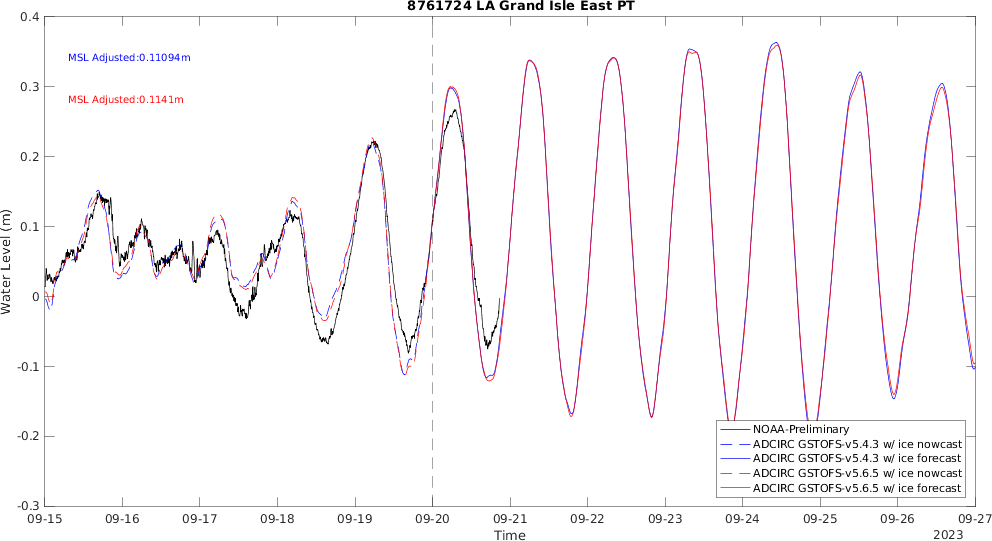 8761724 LA Grand Isle East PT
MSL Adjusted:0.11094m
MSL Adjusted:0.1141m
Water Level (m)
0.4
0.3
0.2
0.1
0
-0.1
-0.2
-0.3
NOAA-Preliminary
ADCIRC GSTOFS-v5.4.3 w/ ice nowcast
ADCIRC GSTOFS-v5.4.3 w/ ice forecast
ADCIRC GSTOFS-v5.6.5 w/ ice nowcast
ADCIRC GSTOFS-v5.6.5 w/ ice forecast
09-15 09-16 09-17 09-18 09-19 09-20 09-21 09-22 09-23 09-24 09-25 09-26 09-27
Time
2023